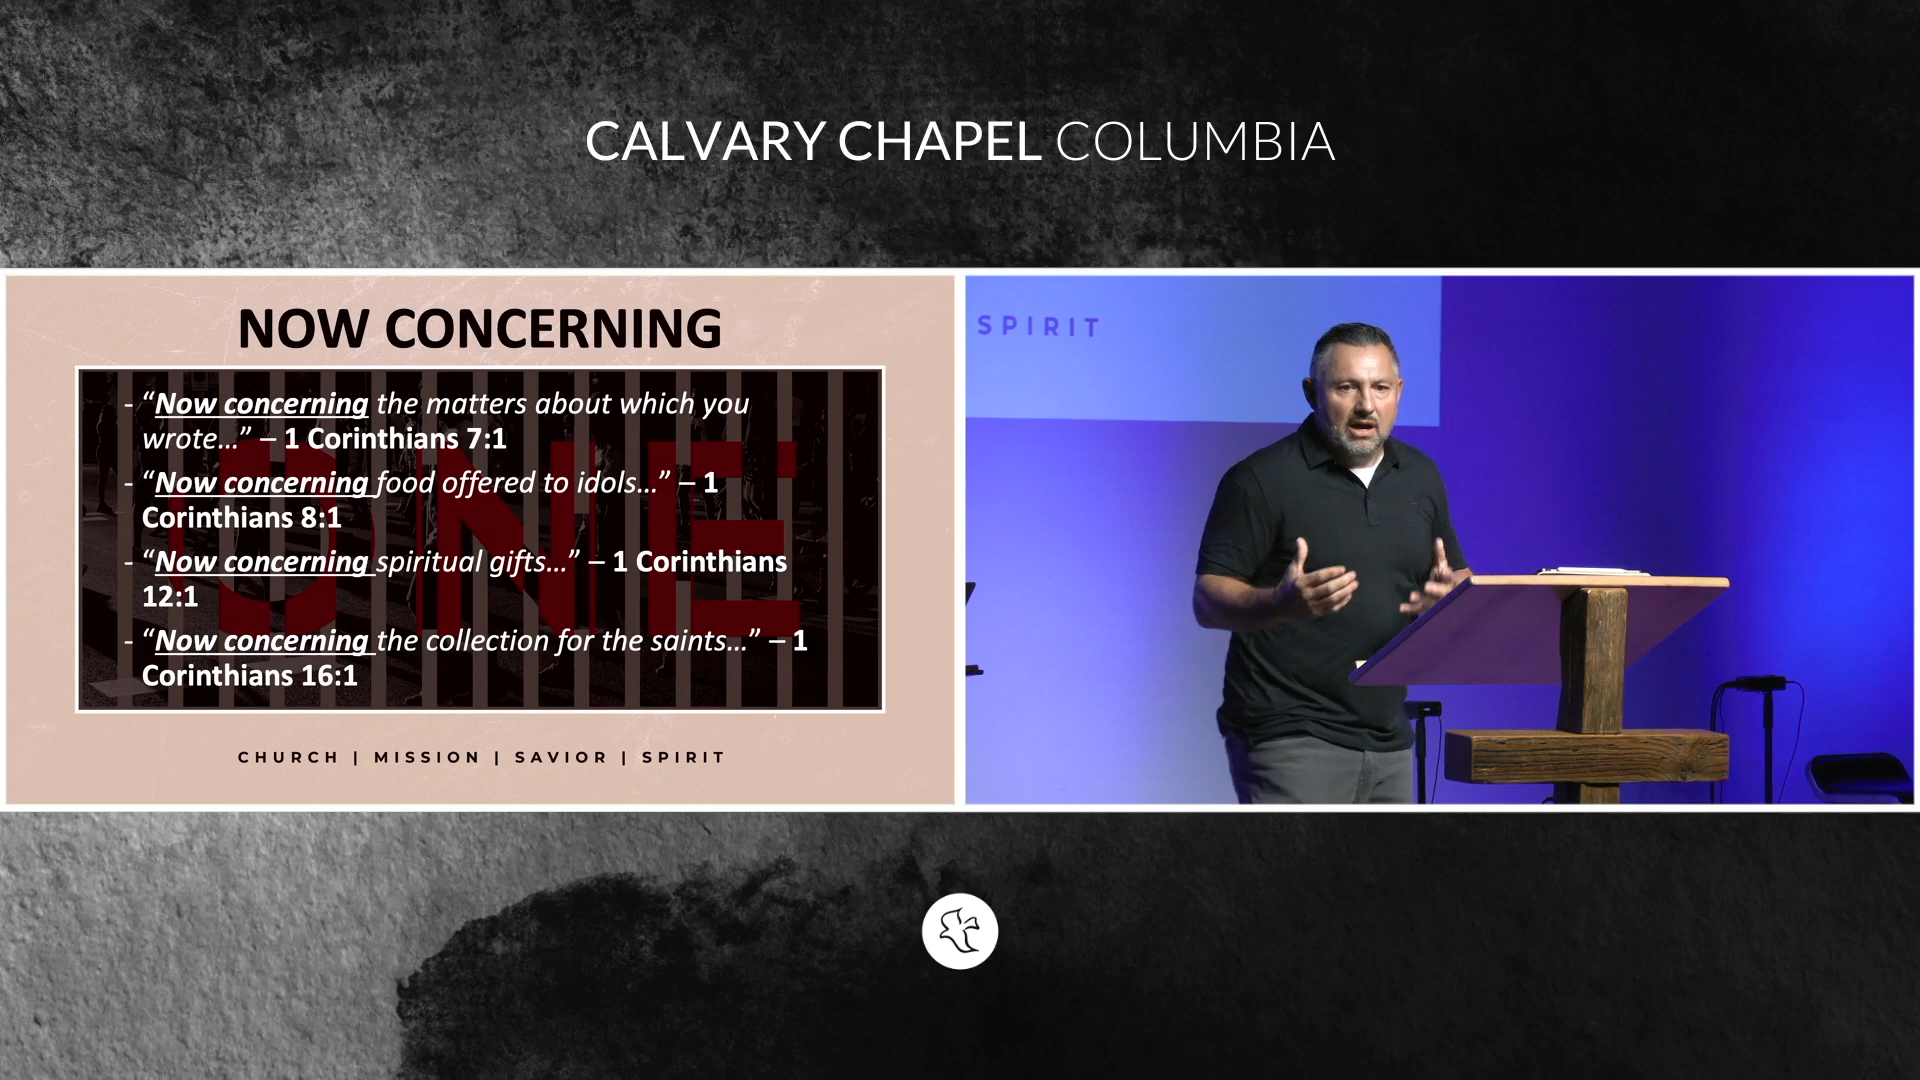 CALVARY CHAPEL COLUMBIA
NOW CONCERNING
- “Now concerning the matters about which you
wrote…” – 1 Corinthians 7:1
- “Now concerning food offered to idols…” – 1
Corinthians 8:1
- “Now concerning spiritual gifts…” – 1 Corinthians
12:1
- “Now concerning the collection for the saints…” – 1
Corinthians 16:1
ONE
CHURCH | MISSION | SAVIOR | SPIRIT
SPIRIT